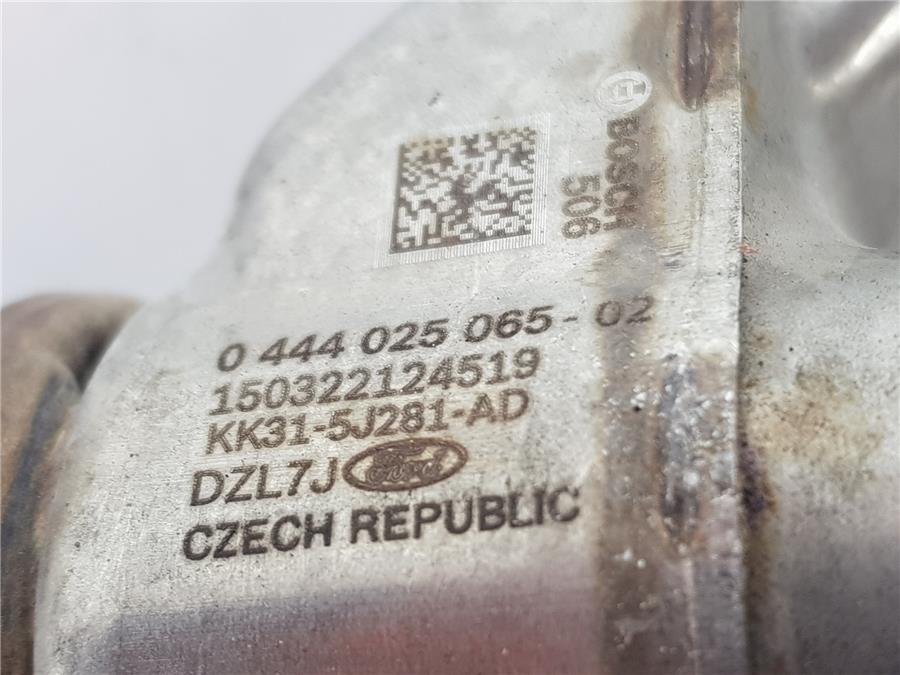 BOSCH
506
0 444 025 065-02
150322124519
KK31-5J281-AD
DZL7J Ford
CZECH REPUBLIC